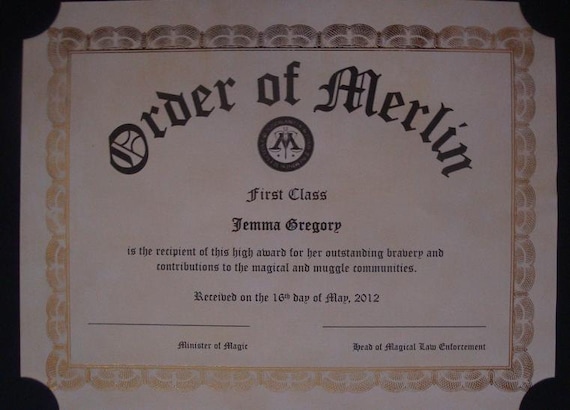 Order of Merlin
M
First Class
Jemma Gregory
is the recipient of this high award for her outstanding bravery and
contributions to the magical and muggle communities.
Received on the 16th day of May, 2012
Minister of Magic
Head of Magical Law Enforcement